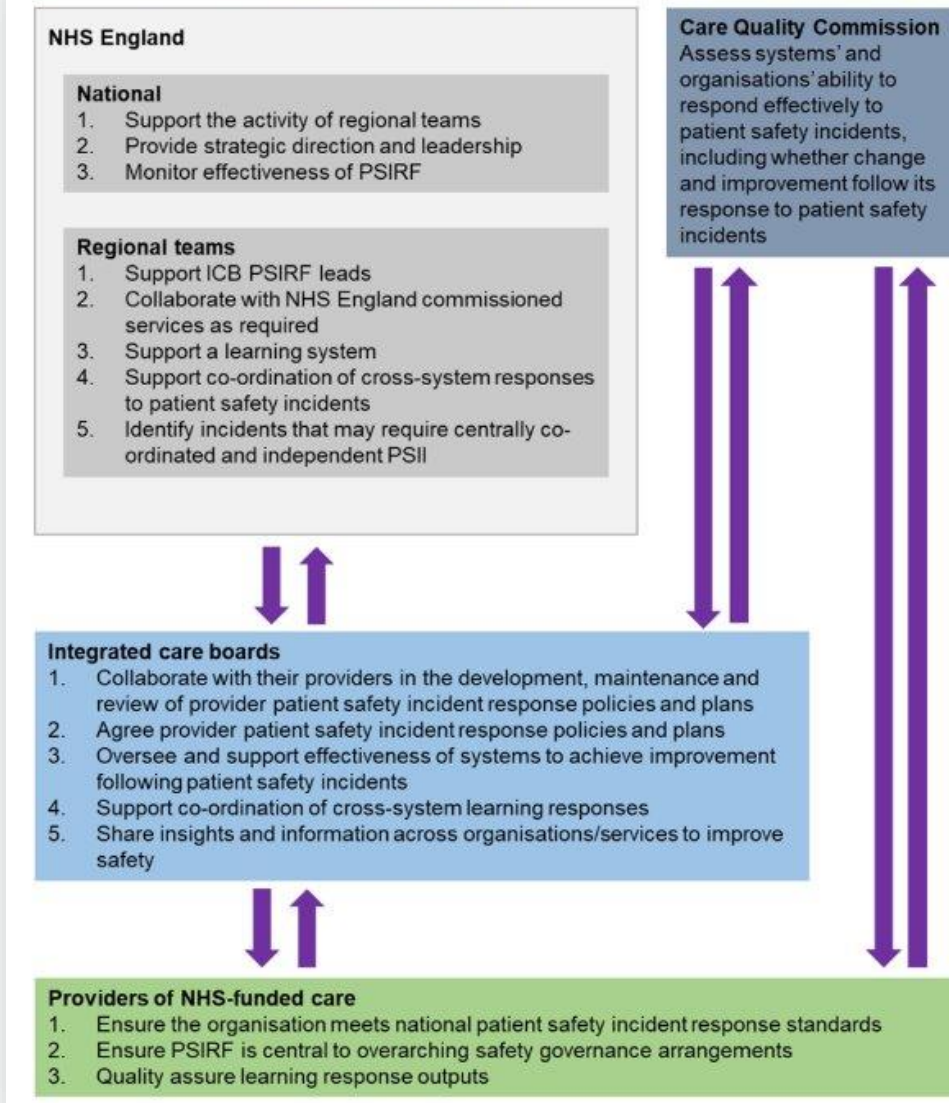 NHS England
National
1. Support the activity of regional teams
2. Provide strategic direction and leadership
3. Monitor effectiveness of PSIRF
Regional teams
1. Support ICB PSIRF leads
2. Collaborate with NHS England commissioned
services as required
3. Support a learning system
4. Support co-ordination of cross-system responses
to patient safety incidents
5. Identify incidents that may require centrally co-
ordinated and independent PSII
Care Quality Commission
Assess systems' and
organisations' ability to
respond effectively to
patient safety incidents,
including whether change
and improvement follow its
response to patient safety
incidents
Integrated care boards
1. Collaborate with their providers in the development, maintenance and
review of provider patient safety incident response policies and plans
2. Agree provider patient safety incident response policies and plans
3. Oversee and support effectiveness of systems to achieve improvement
following patient safety incidents
4. Support co-ordination of cross-system learning responses
5. Share insights and information across organisations/services to improve
safety
Providers of NHS-funded care
1. Ensure the organisation meets national patient safety incident response standards
2. Ensure PSIRF is central to overarching safety governance arrangements
3. Quality assure learning response outputs